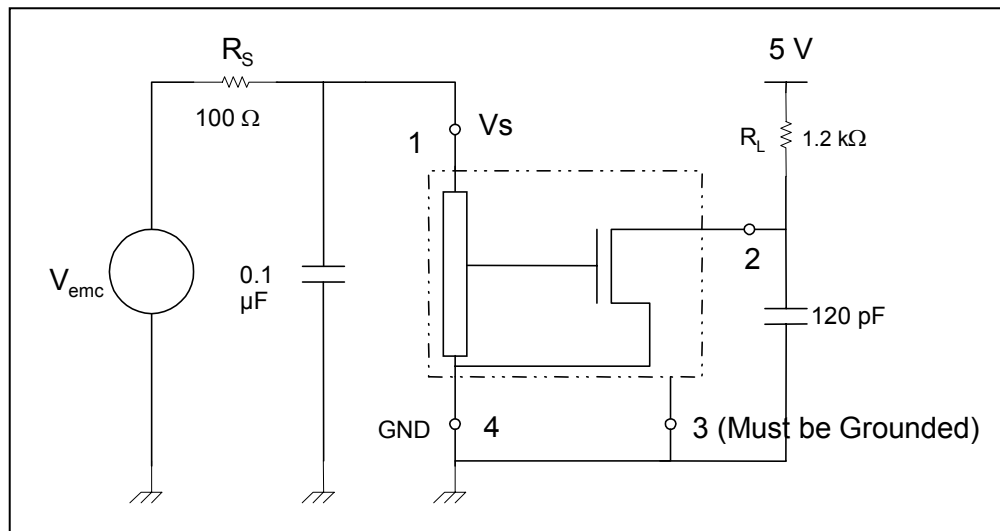 R_S
100 Ω
V_emc
0.1
µF
1
Vs
5 V
R_L
1.2 kΩ
2
120 pF
GND
4
3 (Must be Grounded)